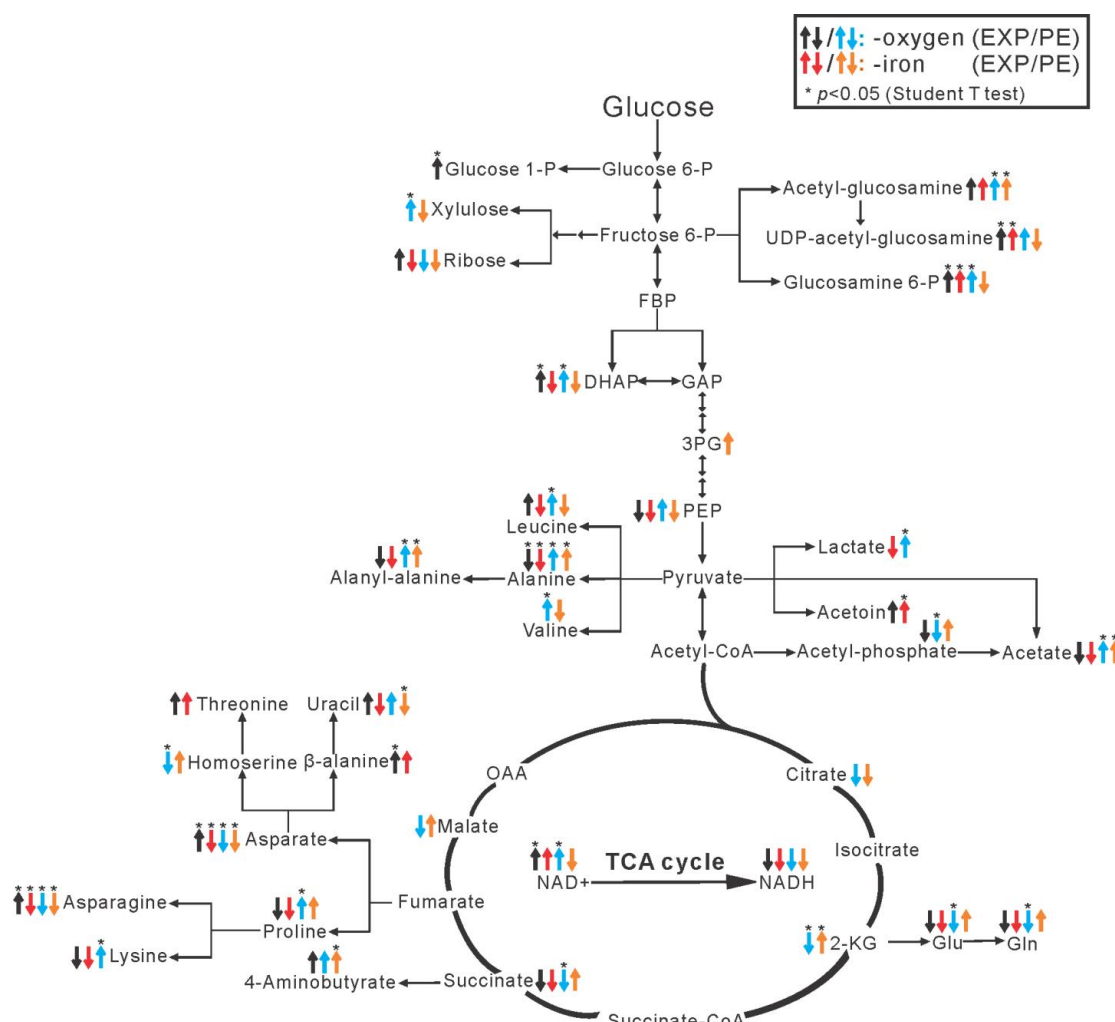 ↑↓/↑↓: -oxygen (EXP/PE)
↑↓/↑↓: -iron (EXP/PE)
* p<0.05 (Student T test)
Glucose
* ↑ Glucose 1-P
Glucose 6-P
Acetyl-glucosamine ↑↑↑↑ **
* ↑↓ Xylulose
Fructose 6-P
UDP-acetyl-glucosamine ↑↑↑↓ **
↑↓↓↓ Ribose
Glucosamine 6-P ↑↑↑↓ ***
FBP
↑↓↑↓ * * DHAP
GAP
3PG ↑
↓↓↑↓ PEP
↑↓↑↓ *
Leucine
Lactate ↓↑ *
↓↓↑↑ **
Alanyl-alanine
↓↓↑↑ ****
Alanine
Pyruvate
Acetoin ↑↑ *
* ↑↓
Valine
↓↓↑ *
Acetyl-CoA
Acetyl-phosphate
Acetate ↓↓↑↑ **
↑↑ Threonine
Uracil ↑↓↑↓ *
* ↓↑ Homoserine
β-alanine ↑↑ *
OAA
Citrate ↓↓
↓↑ Malate
**** ↑↓↓↓ Asparate
Isocitrate
↑↑↑↓ * *
NAD+
TCA cycle
↓↓↓↓
NADH
**** ↑↓↓↓ Asparagine
↓↓↑↑ *
Proline
Fumarate
** ↓↑ 2-KG
↓↓↓↑ *
Glu
↓↓↓↑ *
Gln
↓↓↑ * Lysine
↑↑↑ *
4-Aminobutyrate
Succinate ↓↓↓↑ *
Succinate-CoA